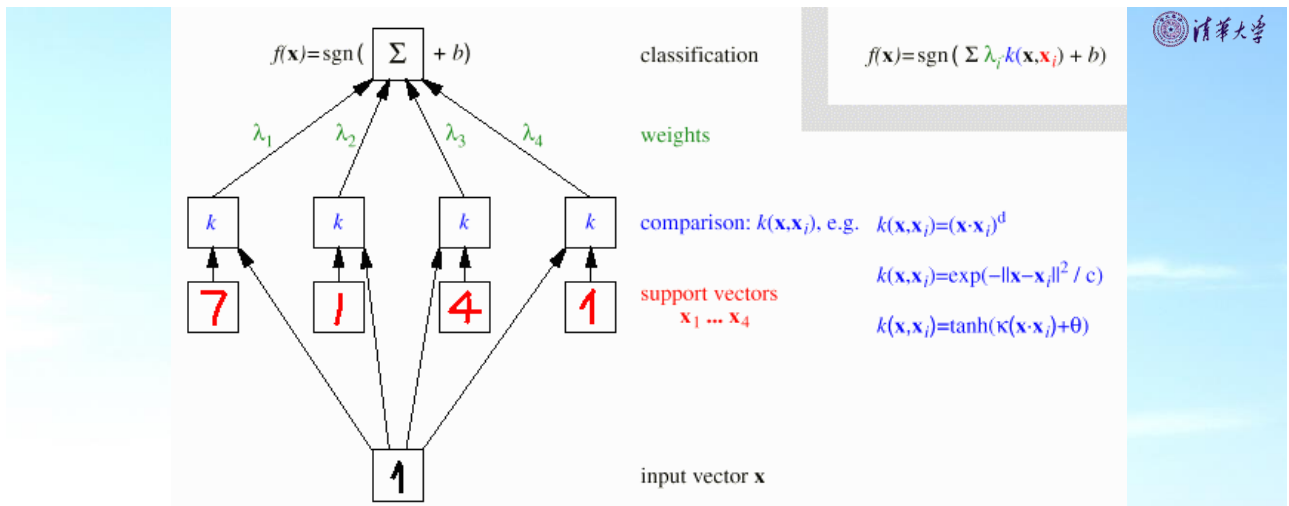 f(x)=sgn( Σ + b) classification f(x)=sgn( Σ λᵢ·k(x,xᵢ) + b)
清华大学
λ₁ λ₂ λ₃ λ₄ weights
k k k k comparison: k(x,xᵢ), e.g. k(x,xᵢ)=(x·xᵢ)ᵈ
k(x,xᵢ)=exp(−||x−xᵢ||² / c)
7 1 4 1 support vectors
x₁ ... x₄ k(x,xᵢ)=tanh(κ(x·xᵢ)+θ)
1 input vector x